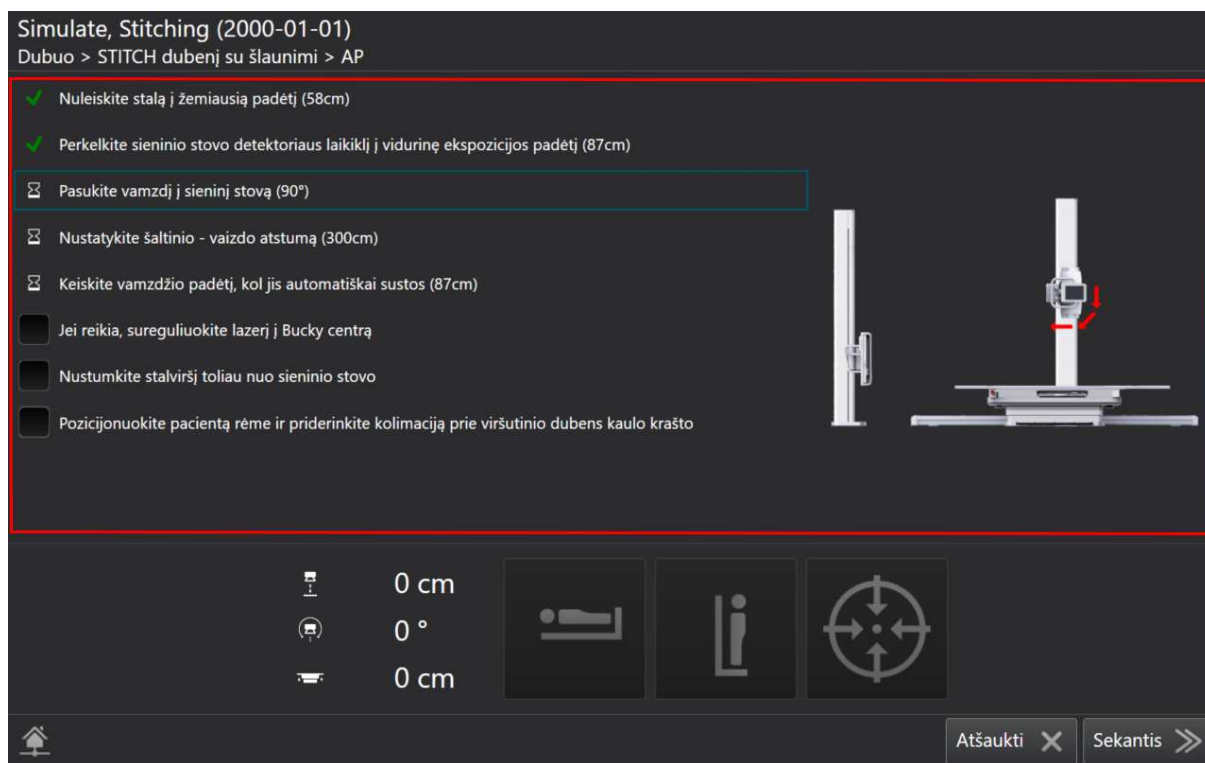 Simulate, Stitching (2000-01-01)
Dubuo > STITCH dubenį su šlaunimi > AP
Nuleiskite stalą į žemiausią padėtį (58cm)
Perkelkite sieninio stovo detektoriaus laikiklį į vidurinę ekspozicijos padėtį (87cm)
Pasukite vamzdį į sieninį stovą (90°)
Nustatykite šaltinio - vaizdo atstumą (300cm)
Keiskite vamzdžio padėtį, kol jis automatiškai sustos (87cm)
Jei reikia, sureguliuokite lazerį į Bucky centrą
Nustumkite stalviršį toliau nuo sieninio stovo
Pozicijonuokite pacientą rėme ir priderinkite kolimaciją prie viršutinio dubens kaulo krašto
0 cm
0 °
0 cm
Atšaukti
Sekantis